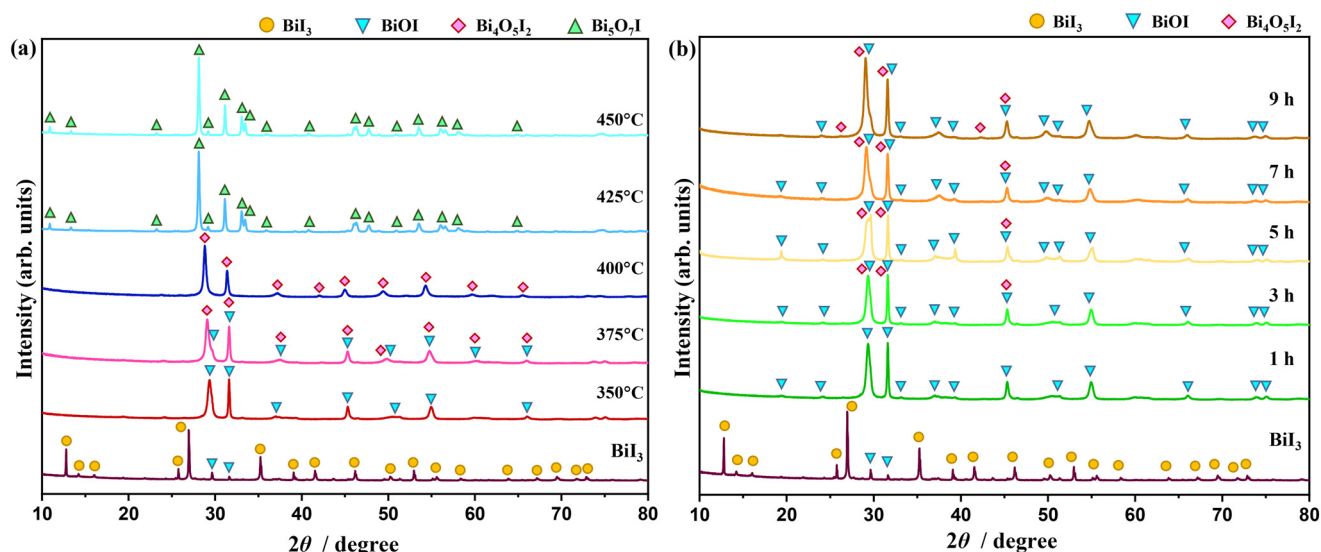 (a)
BiI₃ BiOI Bi₄O₅I₂ Bi₅O₇I
450°C
425°C
400°C
375°C
350°C
BiI₃
Intensity (arb. units)
10 20 30 40 50 60 70 80
2θ / degree
(b)
BiI₃ BiOI Bi₄O₅I₂
9 h
7 h
5 h
3 h
1 h
BiI₃
Intensity (arb. units)
10 20 30 40 50 60 70 80
2θ / degree